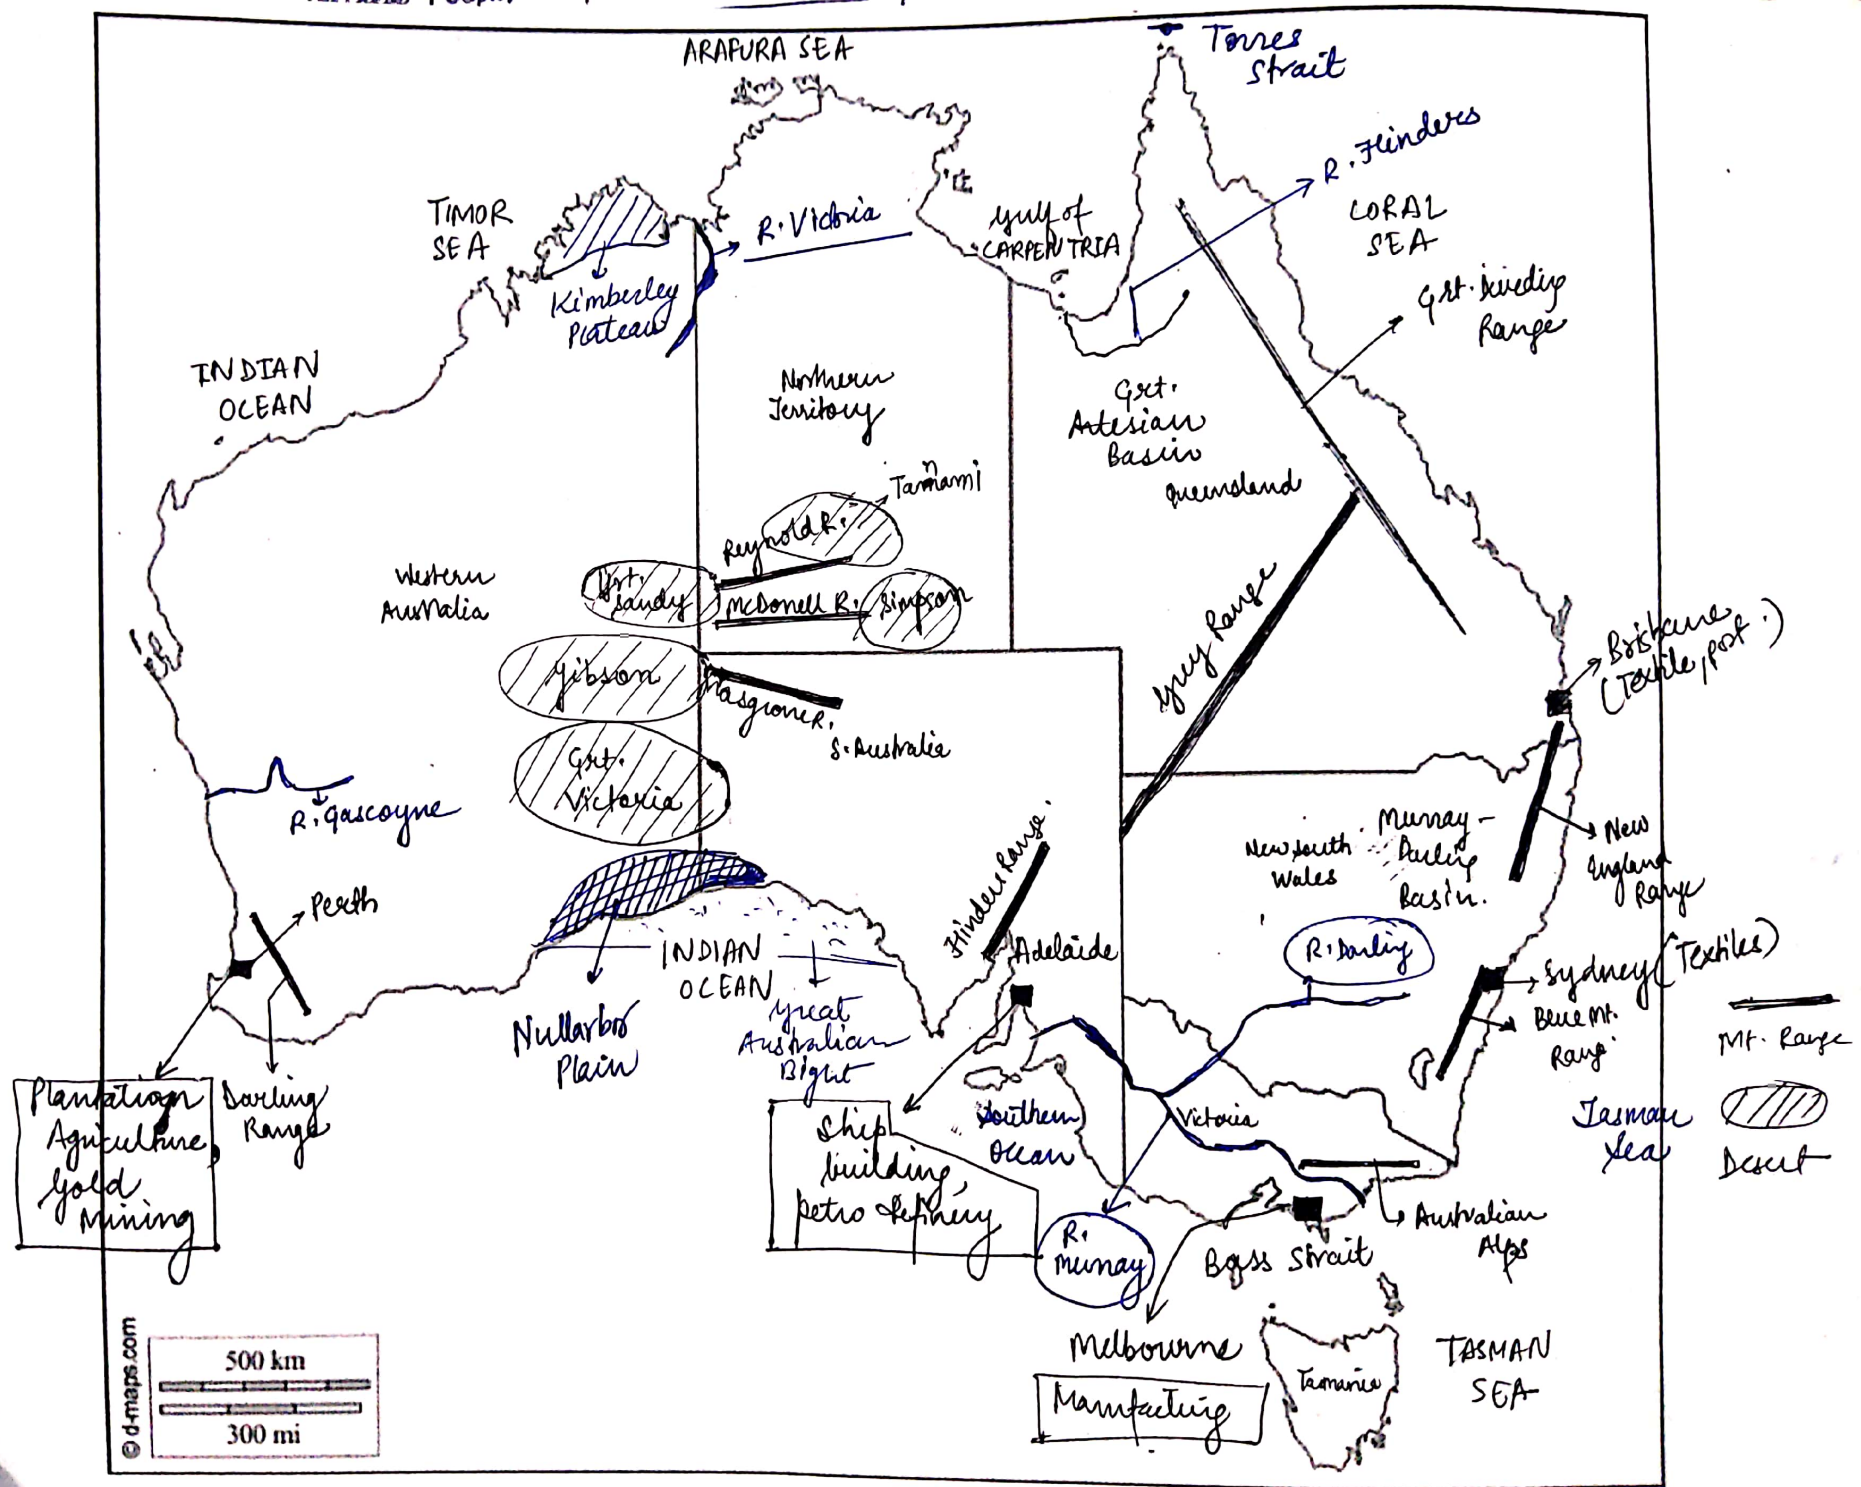 ARAFURA SEA
Torres
Strait
R. Flinders
TIMOR
SEA
R. Victoria
Gulf of
CARPENTRIA
CORAL
SEA
Kimberley
Plateau
Grt. Dividing
Range
INDIAN
OCEAN
Northern
Territory
Grt.
Artesian
Basin
Queensland
Tanami
Reynold R.
Western
Australia
Grt.
Sandy
McDonell R.
Simpson
Grey Range
Brisbane
(Textile, port.)
Gibson
Masgrove R.
S. Australia
Grt.
Victoria
R. Gascoyne
New South
Wales
Murray-
Darling
Basin.
New
England
Range
Flinders Range.
Perth
INDIAN
OCEAN
Adelaide
R. Darling
Sydney (Textiles)
Blue Mt.
Range
Mt. Range
Nullarbor
Plain
Great
Australian
Bight
Plantation
Agriculture
Gold
Mining
Darling
Range
Ship
building,
petro refinery
Southern
Ocean
Victoria
Tasman
Sea
Desert
R.
Murray
Australian
Alps
Bass Strait
Melbourne
Manfacturing
Tasmania
TASMAN
SEA
500 km
300 mi
© d-maps.com